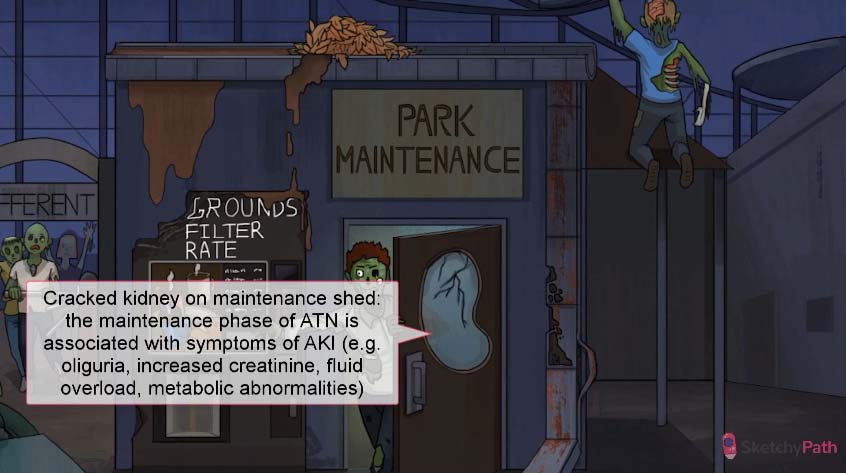 PARK
MAINTENANCE
FFERENT
GROUNDS
FILTER
RATE
Cracked kidney on maintenance shed:
the maintenance phase of ATN is
associated with symptoms of AKI (e.g.
oliguria, increased creatinine, fluid
overload, metabolic abnormalities)
SketchyPath